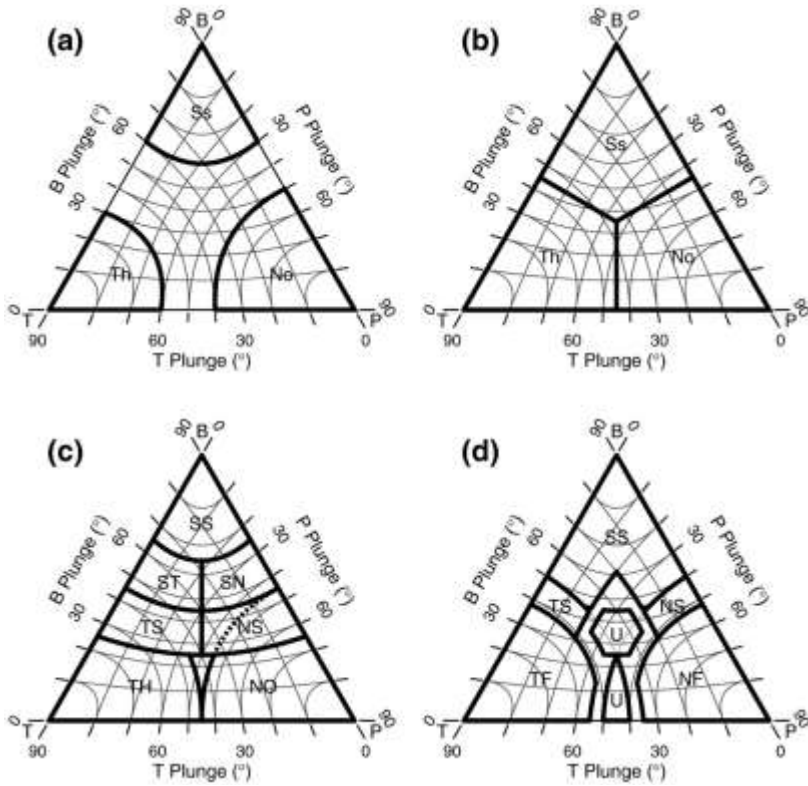 (a)
90 B 0
Ss
60
30
B Plunge (°)
P Plunge (°)
30
60
Th
No
0
T
P
90
90
60
30
0
T Plunge (°)
(b)
90 B 0
Ss
60
30
B Plunge (°)
P Plunge (°)
30
60
Th
No
0
T
P
90
90
60
30
0
T Plunge (°)
(c)
90 B 0
SS
60
30
B Plunge (°)
P Plunge (°)
ST
SN
30
60
TS
NS
TH
NO
0
T
P
90
90
60
30
0
T Plunge (°)
(d)
90 B 0
SS
60
30
B Plunge (°)
P Plunge (°)
TS
NS
30
60
U
TF
NF
U
0
T
P
90
90
60
30
0
T Plunge (°)